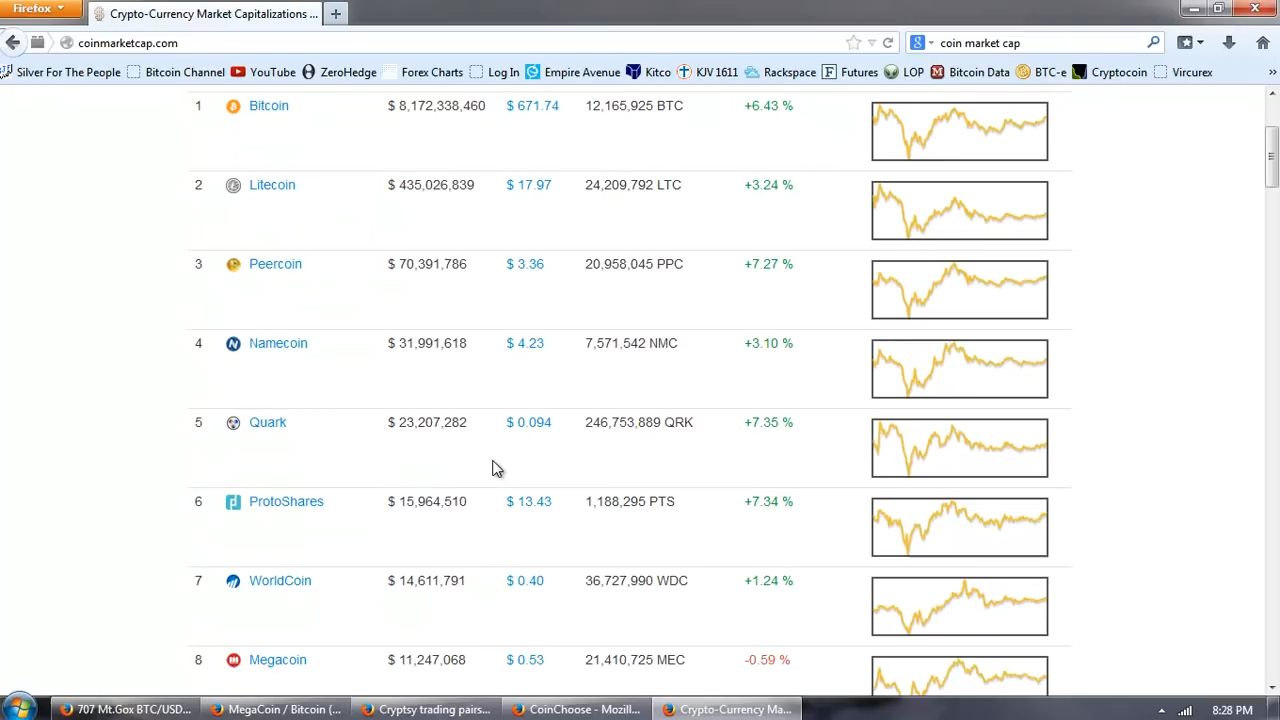 Firefox
Crypto-Currency Market Capitalizations ...
coinmarketcap.com
coin market cap
Silver For The People Bitcoin Channel YouTube ZeroHedge Forex Charts Log In Empire Avenue Kitco KJV 1611 Rackspace Futures LOP Bitcoin Data BTC-e Cryptocoin Vircurex »
1 Bitcoin $ 8,172,338,460 $ 671.74 12,165,925 BTC +6.43 %
2 Litecoin $ 435,026,839 $ 17.97 24,209,792 LTC +3.24 %
3 Peercoin $ 70,391,786 $ 3.36 20,958,045 PPC +7.27 %
4 Namecoin $ 31,991,618 $ 4.23 7,571,542 NMC +3.10 %
5 Quark $ 23,207,282 $ 0.094 246,753,889 QRK +7.35 %
6 ProtoShares $ 15,964,510 $ 13.43 1,188,295 PTS +7.34 %
7 WorldCoin $ 14,611,791 $ 0.40 36,727,990 WDC +1.24 %
8 Megacoin $ 11,247,068 $ 0.53 21,410,725 MEC -0.59 %
707 Mt.Gox BTC/USD... MegaCoin / Bitcoin (... Cryptsy trading pairs... CoinChoose - Mozill... Crypto-Currency Ma... 8:28 PM